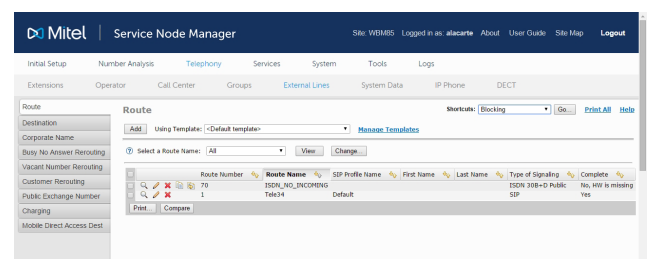 Mitel | Service Node Manager
Site: WBM85 Logged in as: alacarte About User Guide Site Map Logout
Initial Setup Number Analysis Telephony Services System Tools Logs
Extensions Operator Call Center Groups External Lines System Data IP Phone DECT
Route
Destination
Corporate Name
Busy No Answer Rerouting
Vacant Number Rerouting
Customer Rerouting
Public Exchange Number
Charging
Mobile Direct Access Dest
Route Shortcuts: Blocking Go... Print All Help
Add Using Template: <Default template> Manage Templates
Select a Route Name: All View Change...
Route Number Route Name SIP Profile Name First Name Last Name Type of Signaling Complete
70 ISDN_NO_INCOMING ISDN 30B+D Public No, HW is missing
1 Tele34 Default SIP Yes
Print... Compare